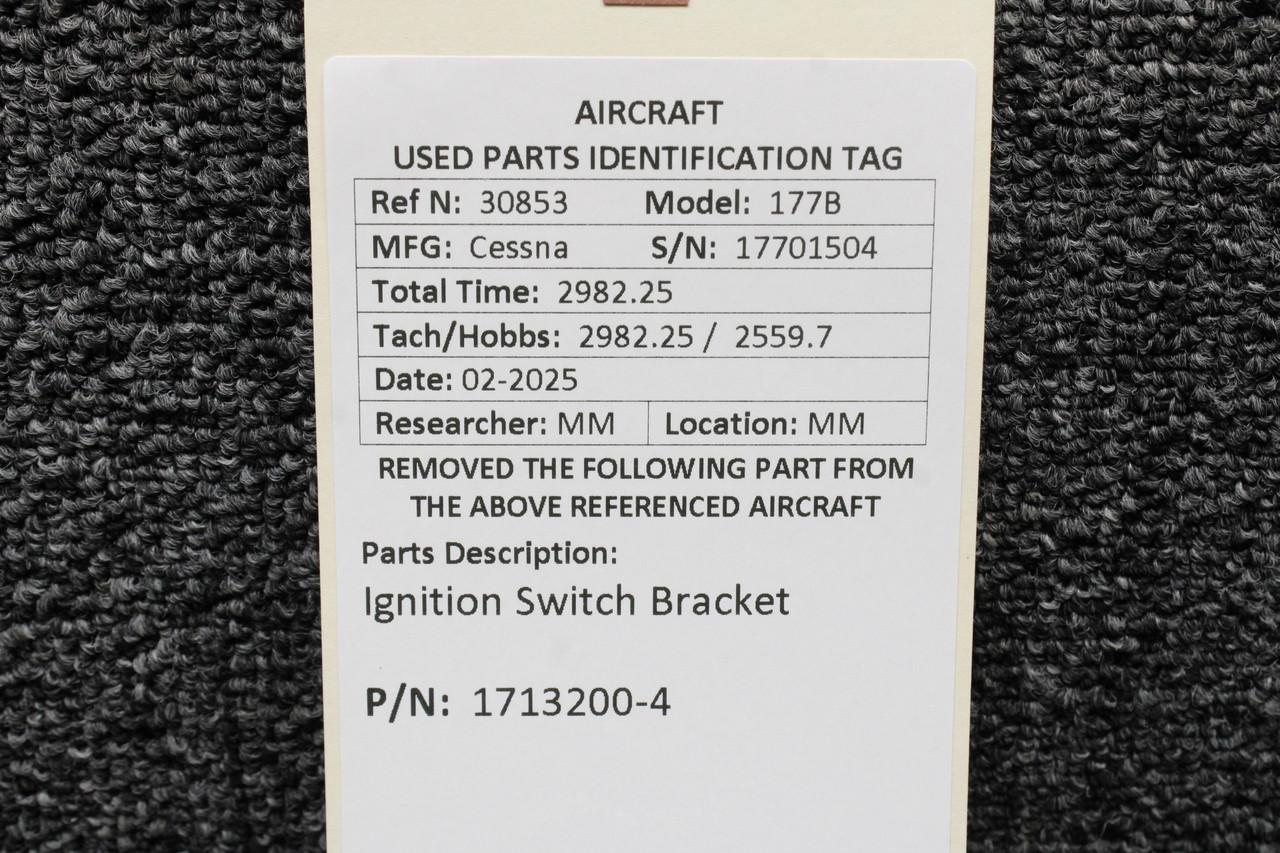 AIRCRAFT
USED PARTS IDENTIFICATION TAG
Ref N: 30853 Model: 177B
MFG: Cessna S/N: 17701504
Total Time: 2982.25
Tach/Hobbs: 2982.25 / 2559.7
Date: 02-2025
Researcher: MM Location: MM
REMOVED THE FOLLOWING PART FROM
THE ABOVE REFERENCED AIRCRAFT
Parts Description:
Ignition Switch Bracket
P/N: 1713200-4